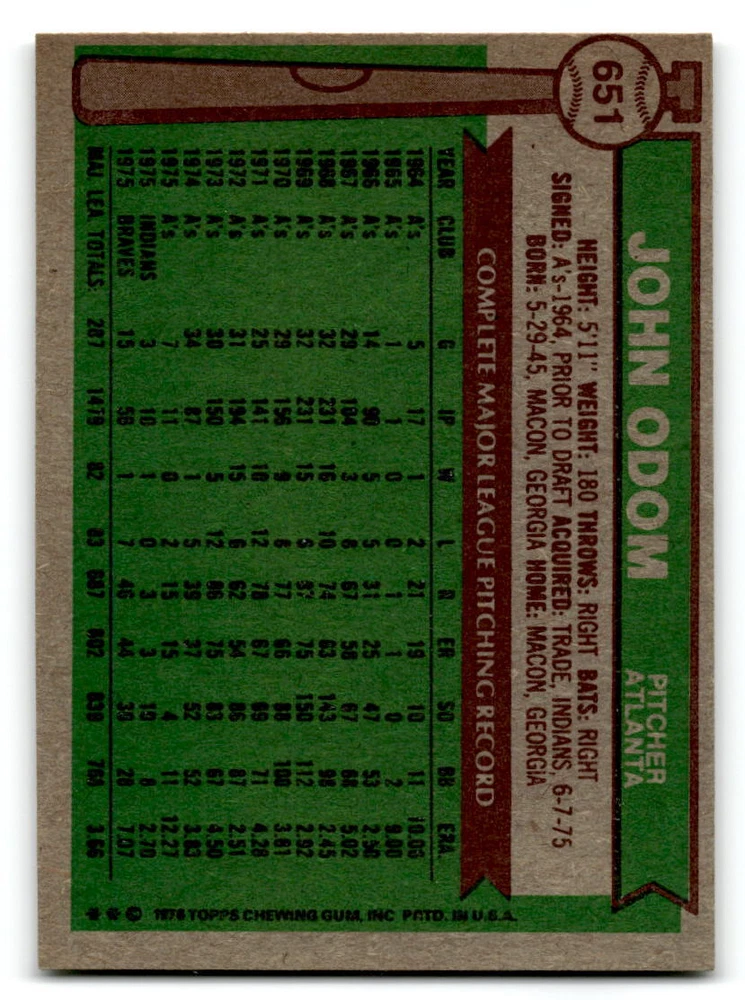 651
JOHN ODOM
PITCHER
ATLANTA
HEIGHT: 5'11" WEIGHT: 180 THROWS: RIGHT BATS: RIGHT
SIGNED: A's-1964, PRIOR TO DRAFT ACQUIRED: TRADE, INDIANS, 6-7-75
BORN: 5-29-45, MACON, GEORGIA HOME: MACON, GEORGIA
COMPLETE MAJOR LEAGUE PITCHING RECORD
YEAR CLUB G IP W L R ER SO BB ERA.
1964 A's 5 17 1 2 21 19 10 11 10.06
1965 A's 1 1 0 0 1 1 0 2 9.00
1966 A's 14 90 5 5 31 25 47 53 2.50
1967 A's 29 104 3 8 67 58 67 68 5.02
1968 A's 32 231 16 10 74 63 143 98 2.45
1969 A's 32 231 15 6 87 75 150 112 2.92
1970 A's 29 156 9 8 77 66 88 100 3.81
1971 A's 25 141 10 12 78 67 69 71 4.28
1972 A's 31 194 15 6 62 54 86 87 2.51
1973 A's 30 150 5 12 86 75 83 67 4.50
1974 A's 34 87 1 5 39 37 52 52 3.83
1975 A's 7 11 0 2 15 15 4 11 12.27
1975 INDIANS 3 10 1 0 3 3 10 8 2.70
1975 BRAVES 15 56 1 7 46 44 30 28 7.07
MAJ. LEA. TOTALS: 287 1479 82 83 687 602 839 768 3.66
* * © 1976 TOPPS CHEWING GUM, INC PRTD. IN U.S.A.